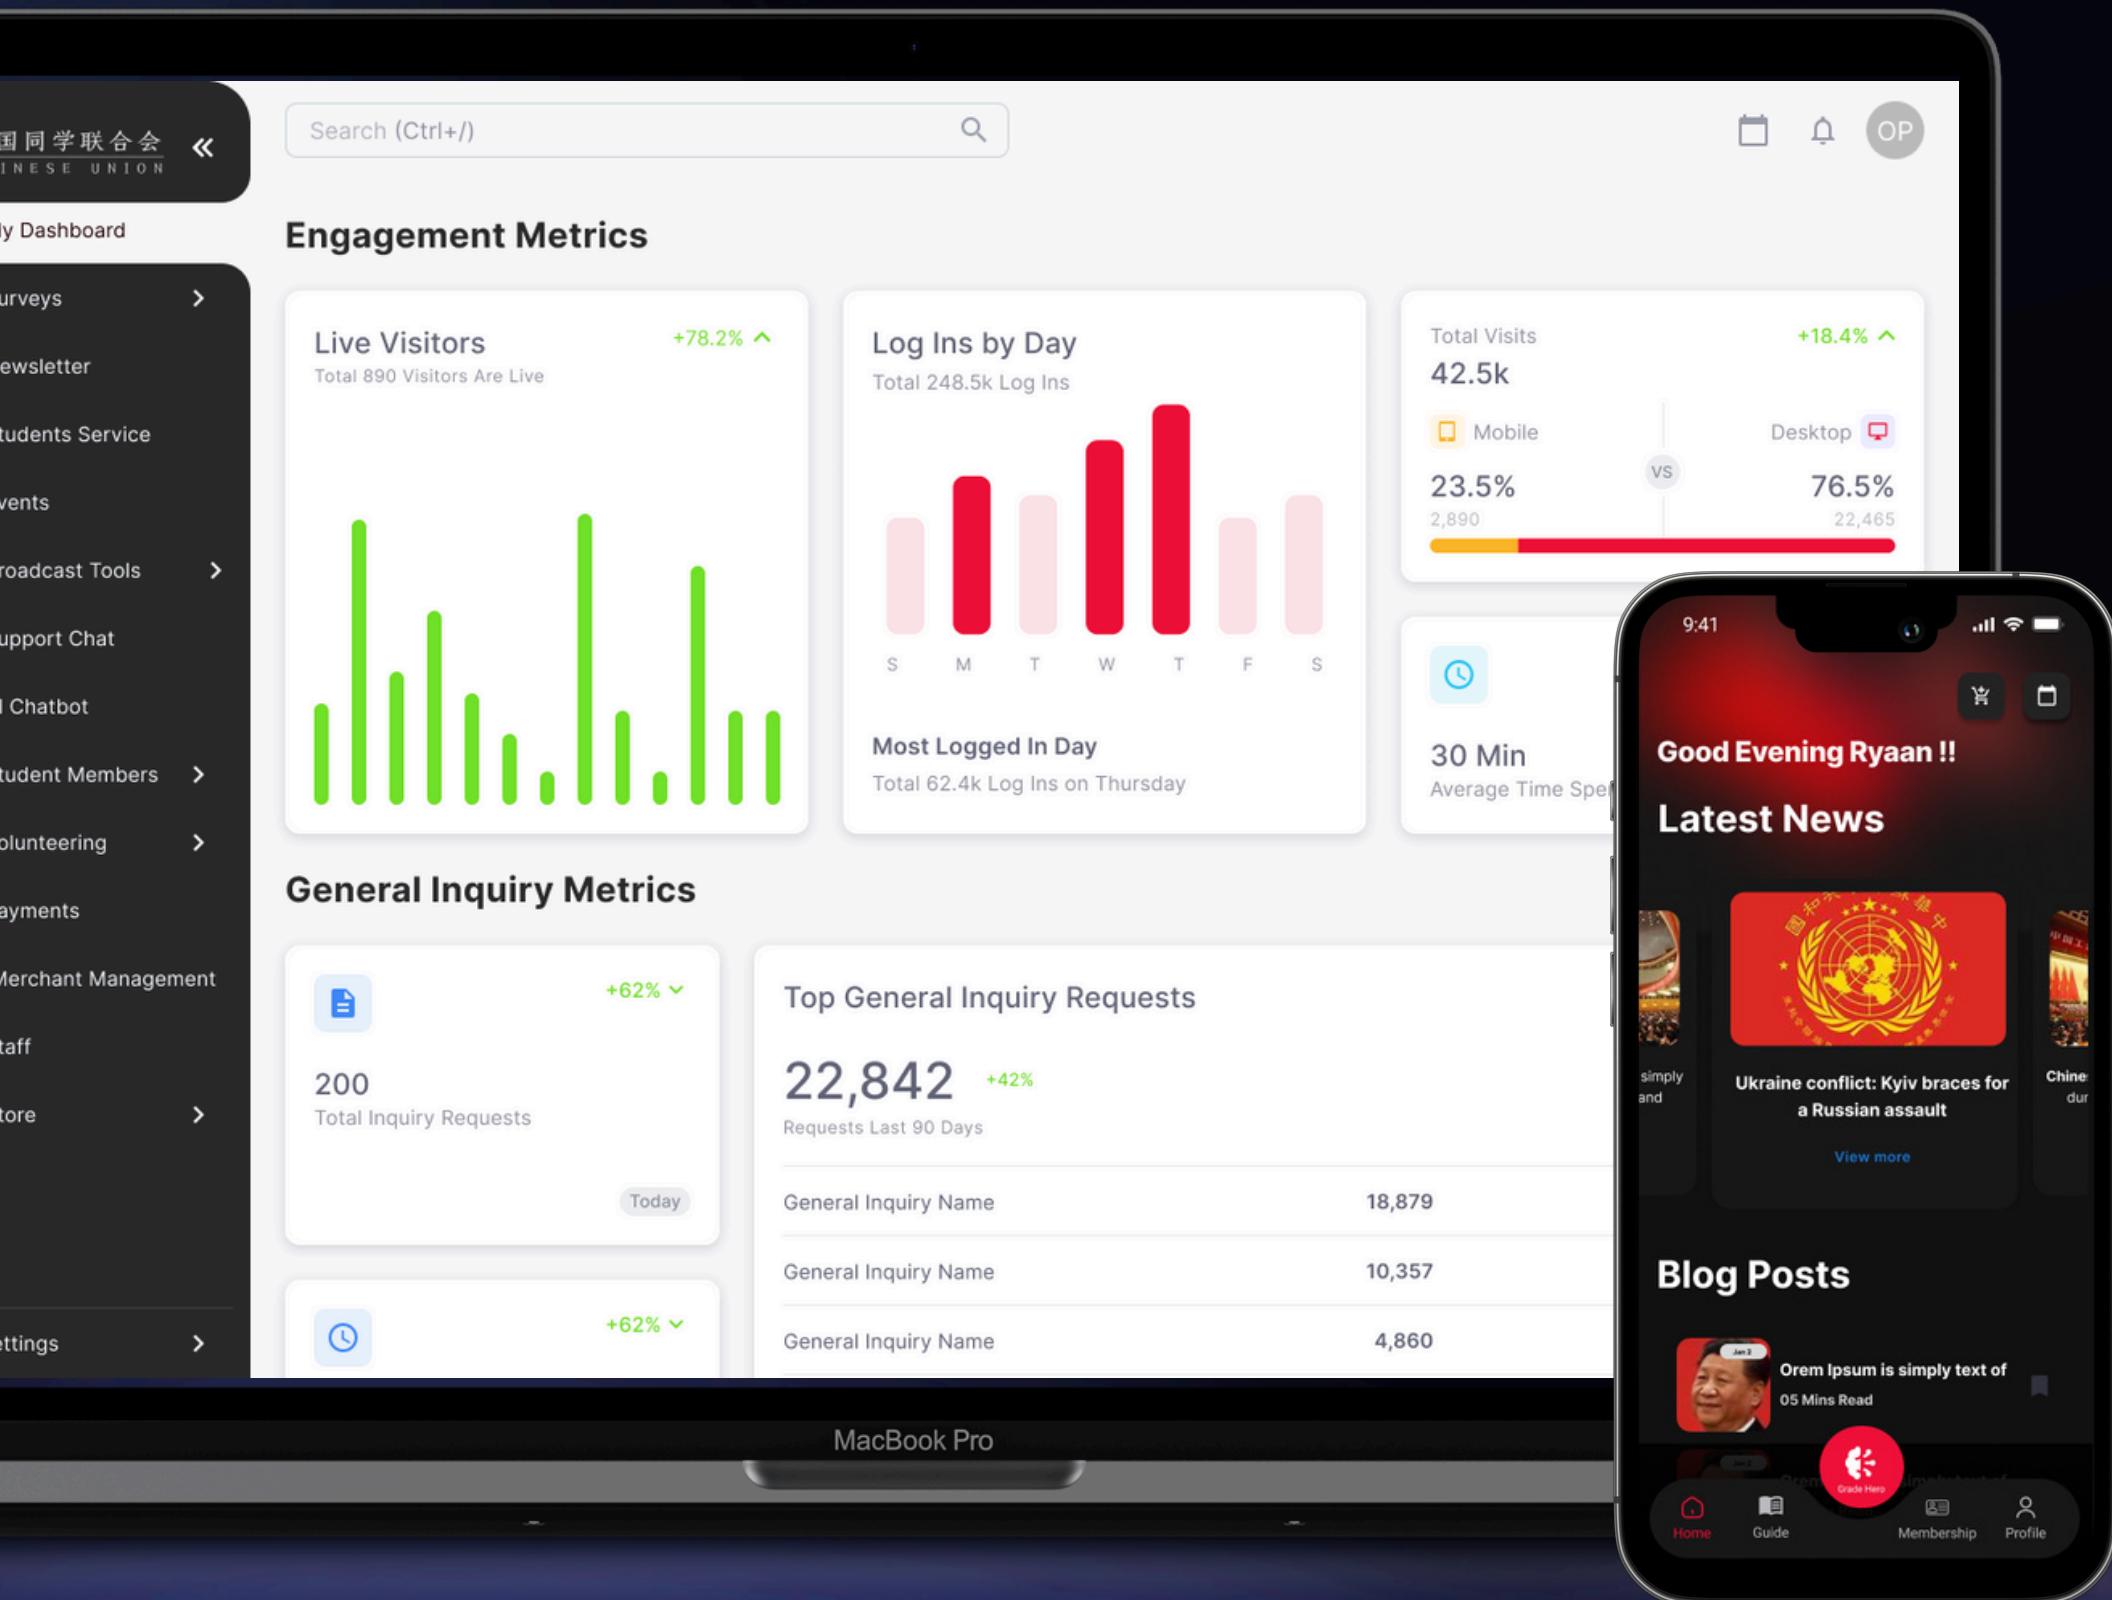 国同学联合会
INESE UNION
y Dashboard
urveys
ewsletter
tudents Service
vents
roadcast Tools
upport Chat
I Chatbot
tudent Members
olunteering
ayments
Merchant Management
taff
tore
ettings
Search (Ctrl+/)
OP
Engagement Metrics
Live Visitors
+78.2%
Total 890 Visitors Are Live
Log Ins by Day
Total 248.5k Log Ins
S M T W T F S
Most Logged In Day
Total 62.4k Log Ins on Thursday
Total Visits
+18.4%
42.5k
Mobile
Desktop
VS
23.5%
76.5%
2,890
22,465
30 Min
Average Time Spe
General Inquiry Metrics
+62%
200
Total Inquiry Requests
Today
+62%
Top General Inquiry Requests
22,842 +42%
Requests Last 90 Days
General Inquiry Name 18,879
General Inquiry Name 10,357
General Inquiry Name 4,860
MacBook Pro
9:41
Good Evening Ryaan !!
Latest News
simply
and
Ukraine conflict: Kyiv braces for
a Russian assault
View more
Chine
dur
Blog Posts
Jan 2
Orem Ipsum is simply text of
05 Mins Read
Jan 2
Grade Hero
Home
Guide
Membership
Profile